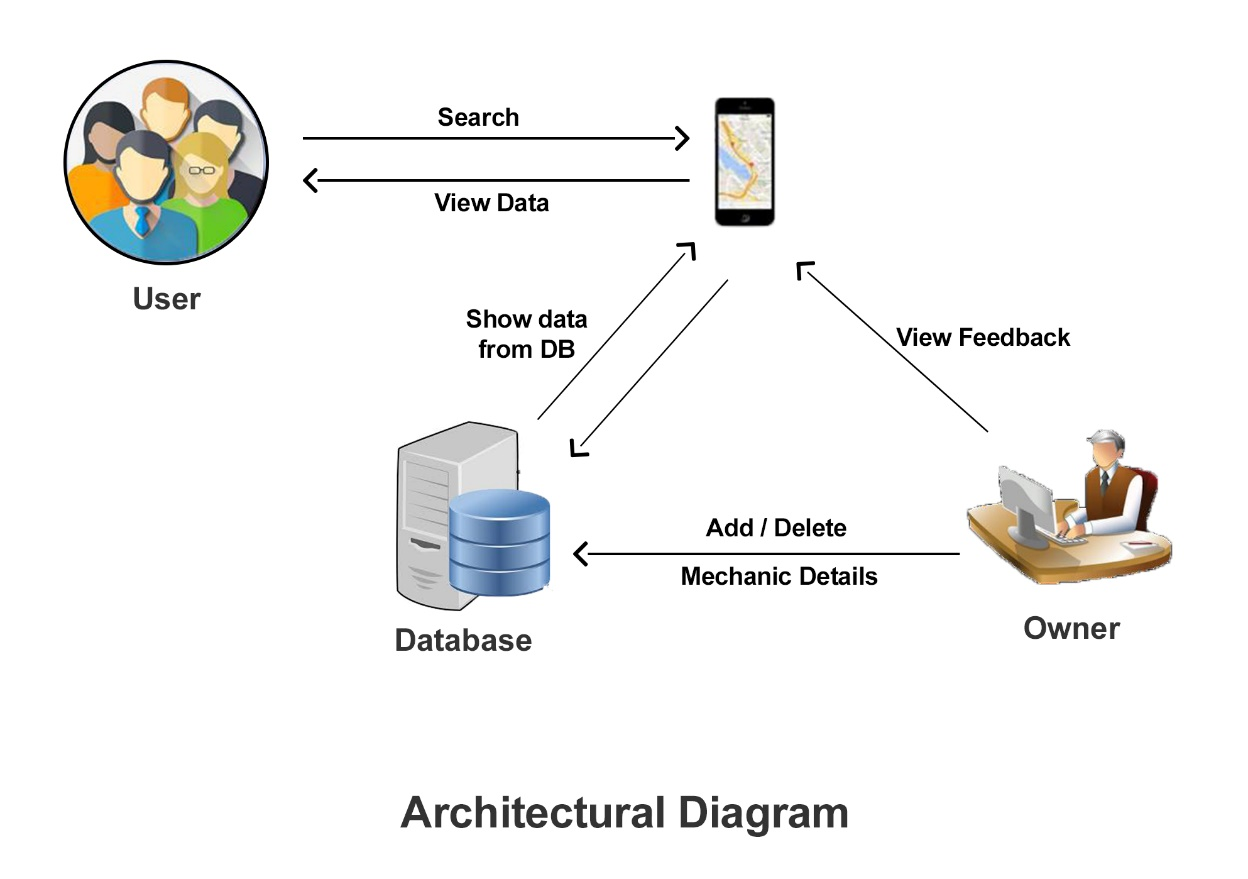 Search
View Data
User
Show data
from DB
View Feedback
Add / Delete
Mechanic Details
Database
Owner
Architectural Diagram